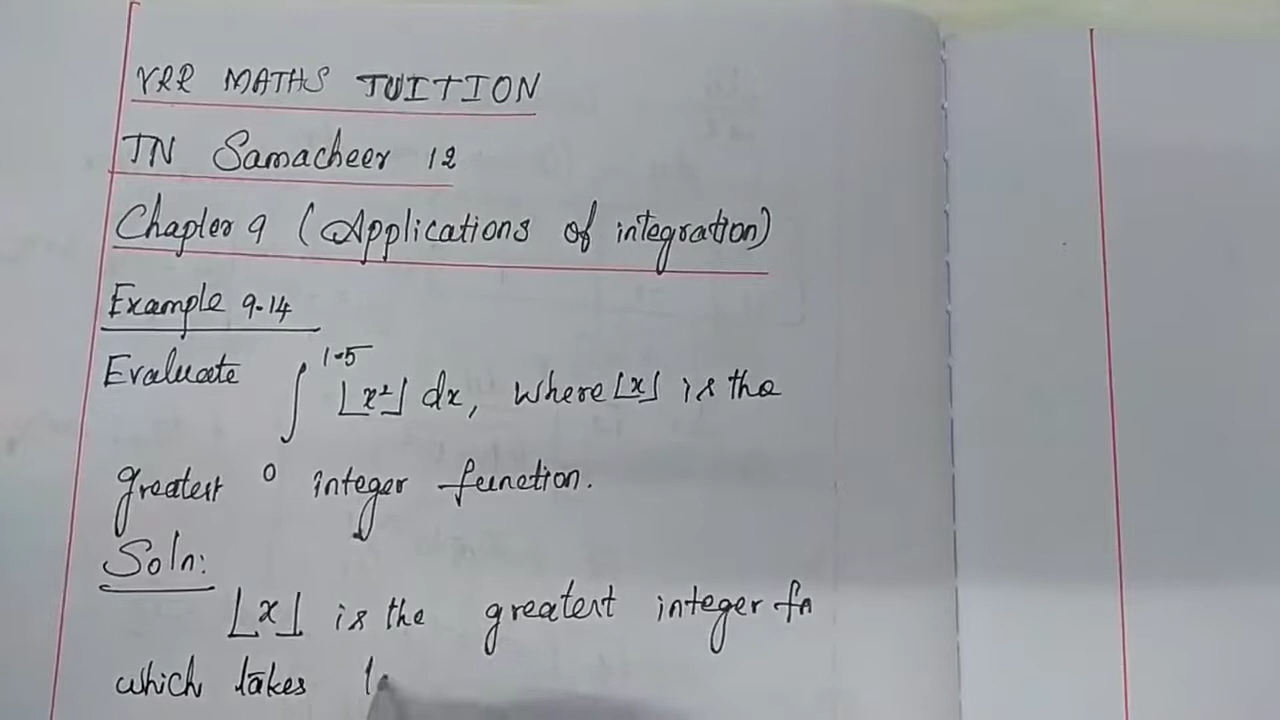 VRR MATHS TUITION
TN Samacheer 12
Chapter 9 (Applications of integration)
Example 9.14
Evaluate ∫₀^1.5 ⌊x²⌋ dx, where ⌊x⌋ is the
greatest integer function.
Soln:
⌊x⌋ is the greatest integer fn
which takes